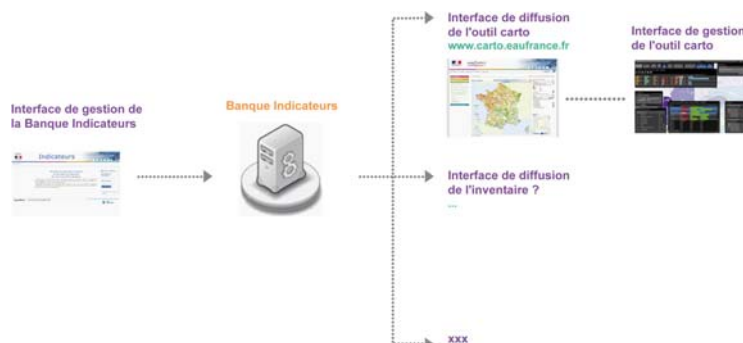 Interface de diffusion
de l'outil carto
www.carto.eaufrance.fr
Interface de gestion
de l'outil carto
Interface de gestion de
la Banque Indicateurs
Banque Indicateurs
Indicateurs
8
Interface de diffusion
de l'inventaire ?
...
xxx